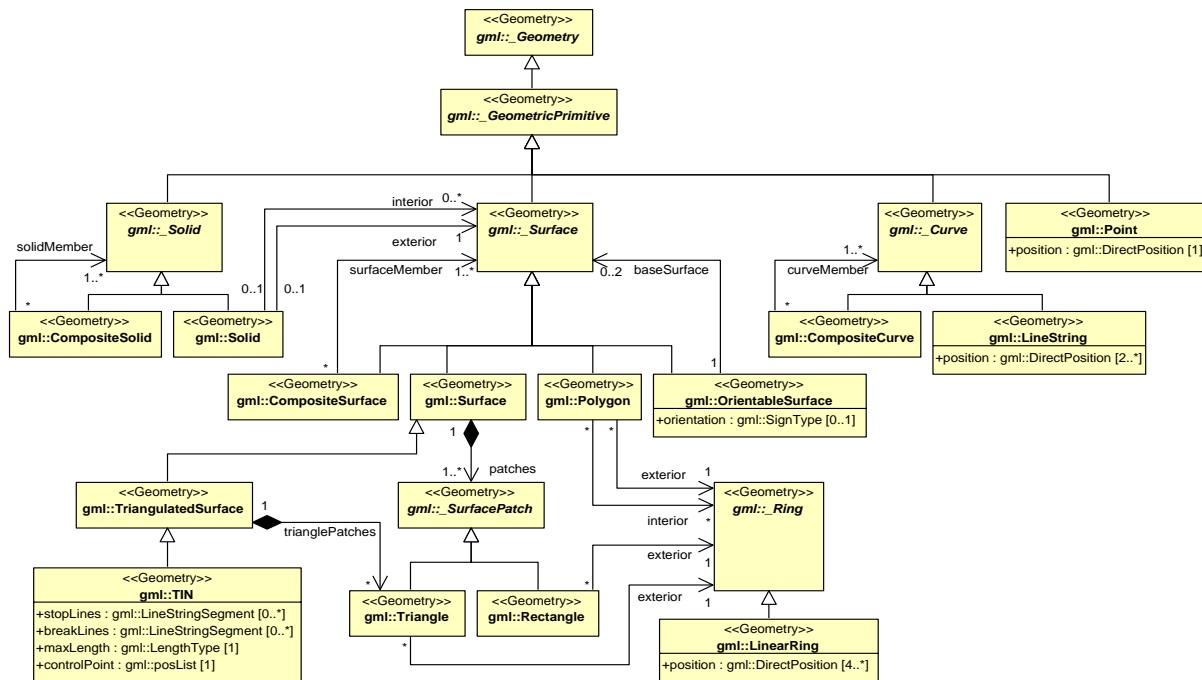 <<Geometry>>
gml::_Geometry
<<Geometry>>
gml::_GeometricPrimitive
<<Geometry>>
gml::_Solid
solidMember
1..*
*
<<Geometry>>
gml::CompositeSolid
<<Geometry>>
gml::Solid
0..1
0..1
interior
0..*
exterior
1
surfaceMember
1..*
<<Geometry>>
gml::_Surface
0..2
baseSurface
<<Geometry>>
gml::_Curve
1..*
curveMember
*
<<Geometry>>
gml::Point
+position : gml::DirectPosition [1]
<<Geometry>>
gml::CompositeCurve
<<Geometry>>
gml::LineString
+position : gml::DirectPosition [2..*]
*
<<Geometry>>
gml::CompositeSurface
<<Geometry>>
gml::Surface
<<Geometry>>
gml::Polygon
1
<<Geometry>>
gml::OrientableSurface
+orientation : gml::SignType [0..1]
1
1..*
patches
*
*
exterior
1
interior
*
<<Geometry>>
gml::TriangulatedSurface
1
trianglePatches
*
<<Geometry>>
gml::_SurfacePatch
<<Geometry>>
gml::_Ring
exterior
1
*
exterior
1
*
<<Geometry>>
gml::TIN
+stopLines : gml::LineStringSegment [0..*]
+breakLines : gml::LineStringSegment [0..*]
+maxLength : gml::LengthType [1]
+controlPoint : gml::posList [1]
<<Geometry>>
gml::Triangle
<<Geometry>>
gml::Rectangle
<<Geometry>>
gml::LinearRing
+position : gml::DirectPosition [4..*]